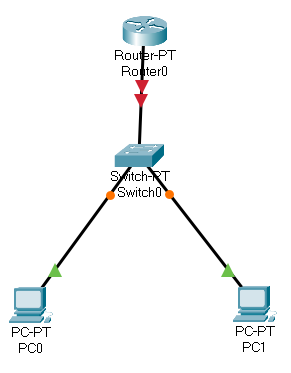 Router-PT
Router0
Switch-PT
Switch0
PC-PT
PC0
PC-PT
PC1